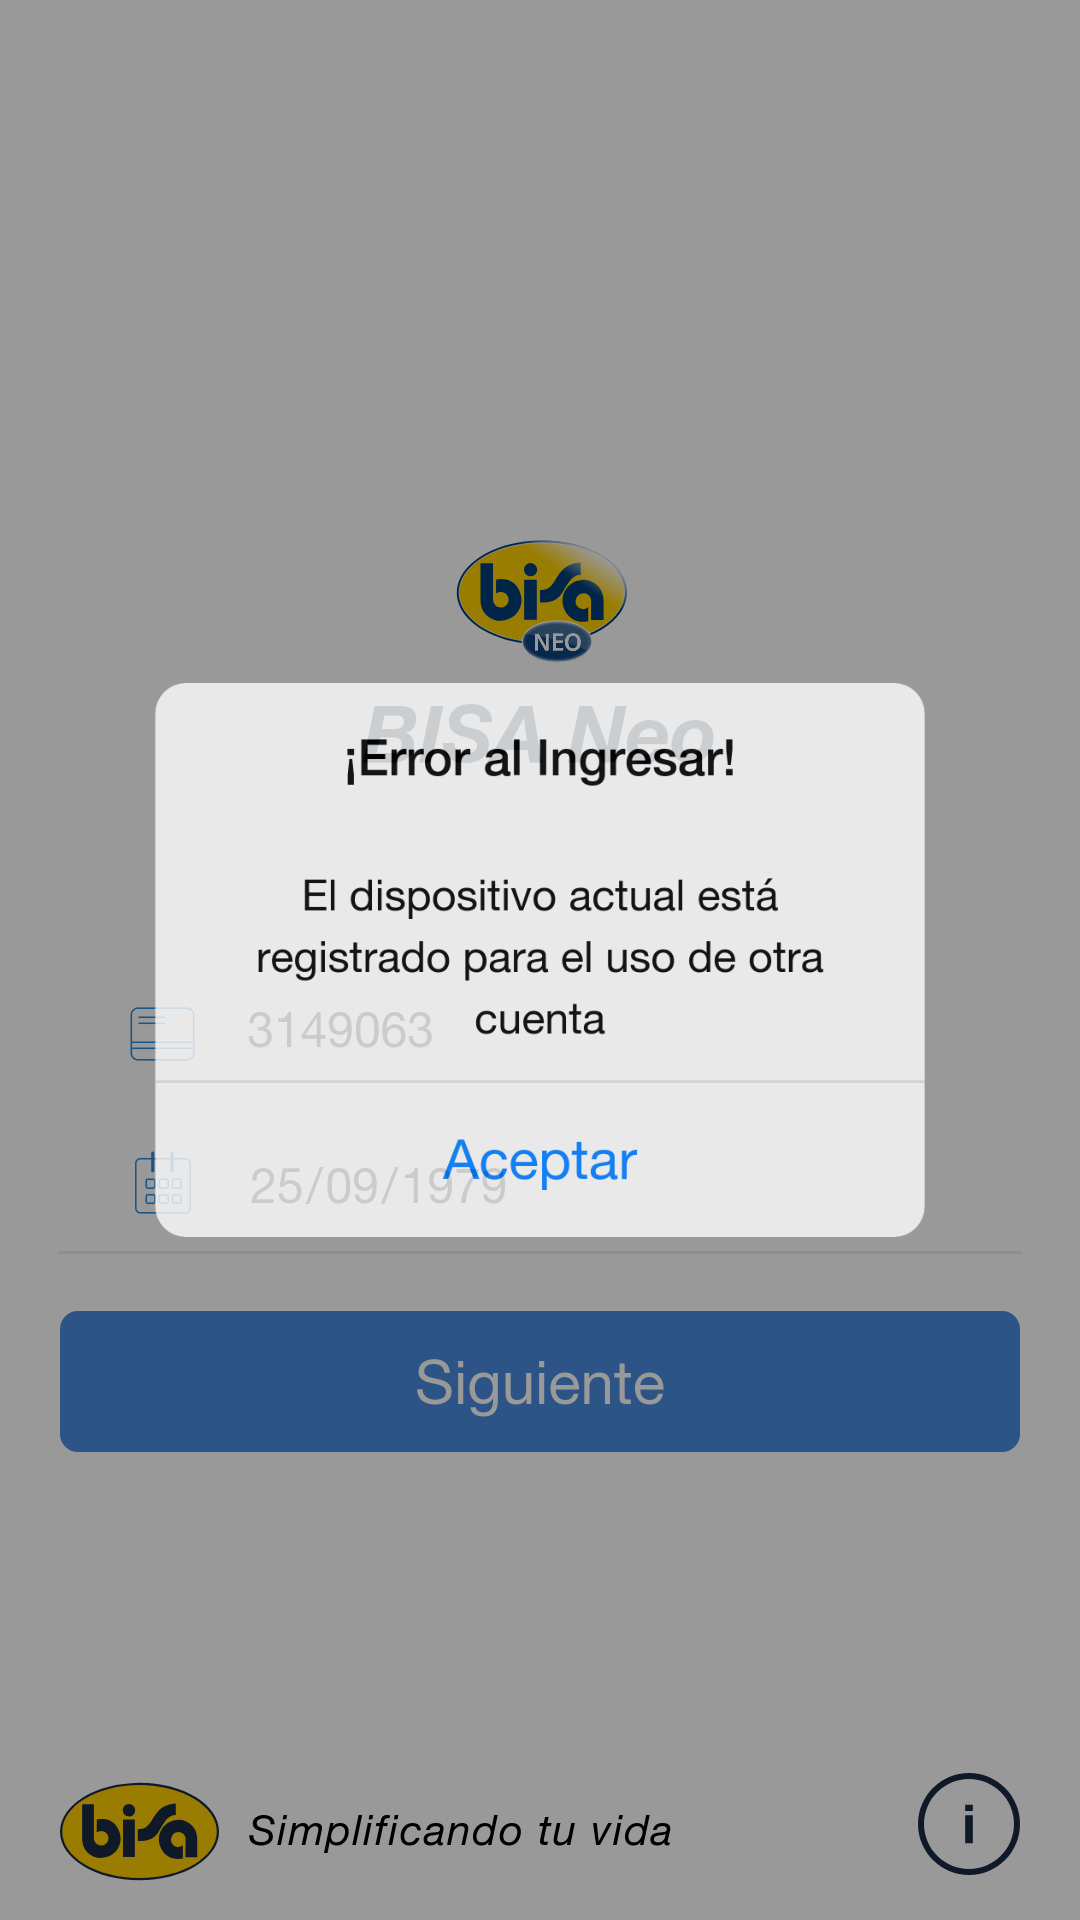 bisa
NEO
BISA Neo
¡Error al Ingresar!
El dispositivo actual está
registrado para el uso de otra
cuenta
3149063
Aceptar
25/09/1979
Siguiente
bisa
Simplificando tu vida
i